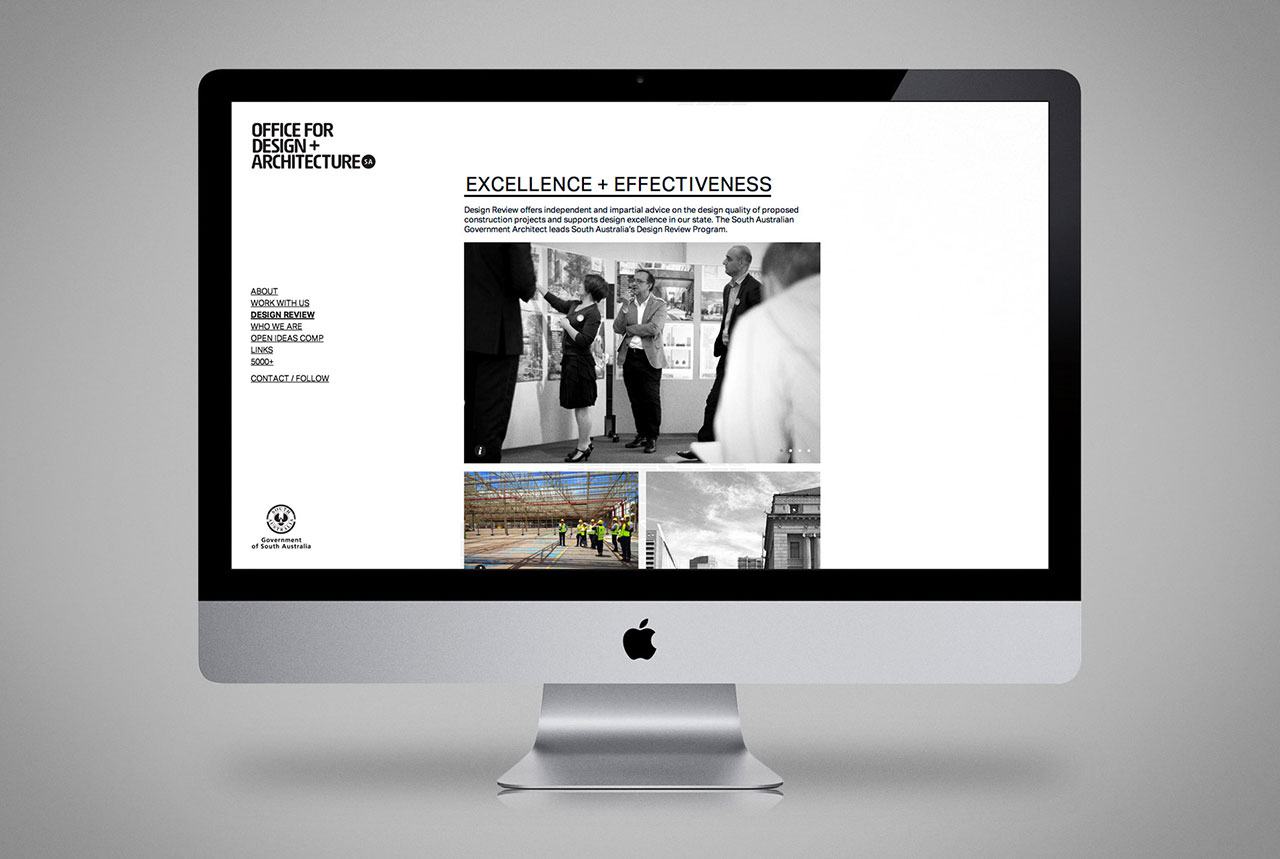 OFFICE FOR
DESIGN +
ARCHITECTURE SA
EXCELLENCE + EFFECTIVENESS
Design Review offers independent and impartial advice on the design quality of proposed
construction projects and supports design excellence in our state. The South Australian
Government Architect leads South Australia's Design Review Program.
ABOUT
WORK WITH US
DESIGN REVIEW
WHO WE ARE
OPEN IDEAS COMP
LINKS
5000+
CONTACT / FOLLOW
i
SOUTH
AUSTRALIA
Government
of South Australia